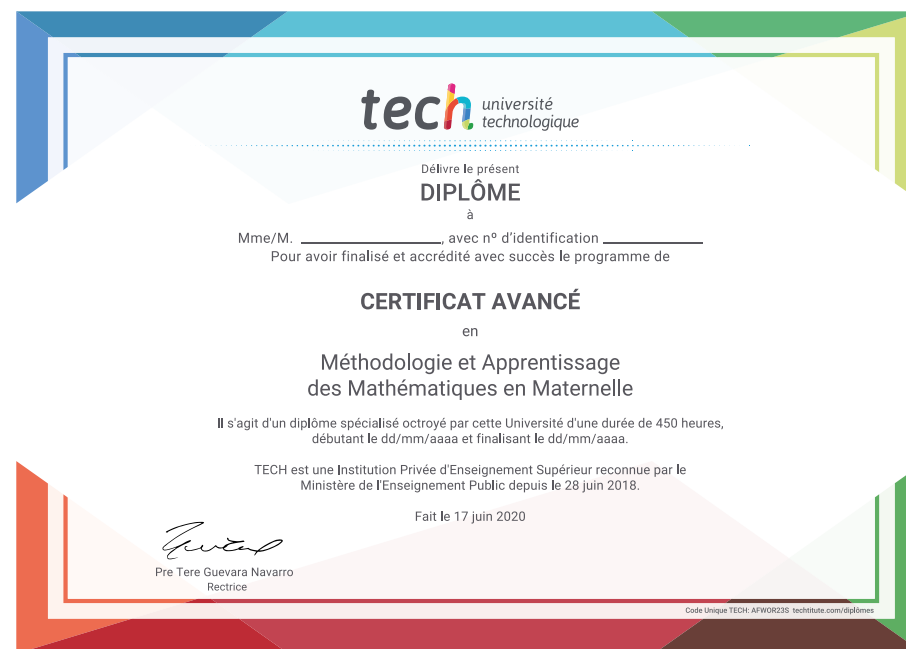 tech université
technologique
Délivre le présent
DIPLÔME
à
Mme/M. ____________________, avec nº d'identification ______________
Pour avoir finalisé et accrédité avec succès le programme de
CERTIFICAT AVANCÉ
en
Méthodologie et Apprentissage
des Mathématiques en Maternelle
Il s'agit d'un diplôme spécialisé octroyé par cette Université d'une durée de 450 heures,
débutant le dd/mm/aaaa et finalisant le dd/mm/aaaa.
TECH est une Institution Privée d'Enseignement Supérieur reconnue par le
Ministère de l'Enseignement Public depuis le 28 juin 2018.
Fait le 17 juin 2020
Pre Tere Guevara Navarro
Rectrice
Code Unique TECH: AFWOR23S techtitute.com/diplômes